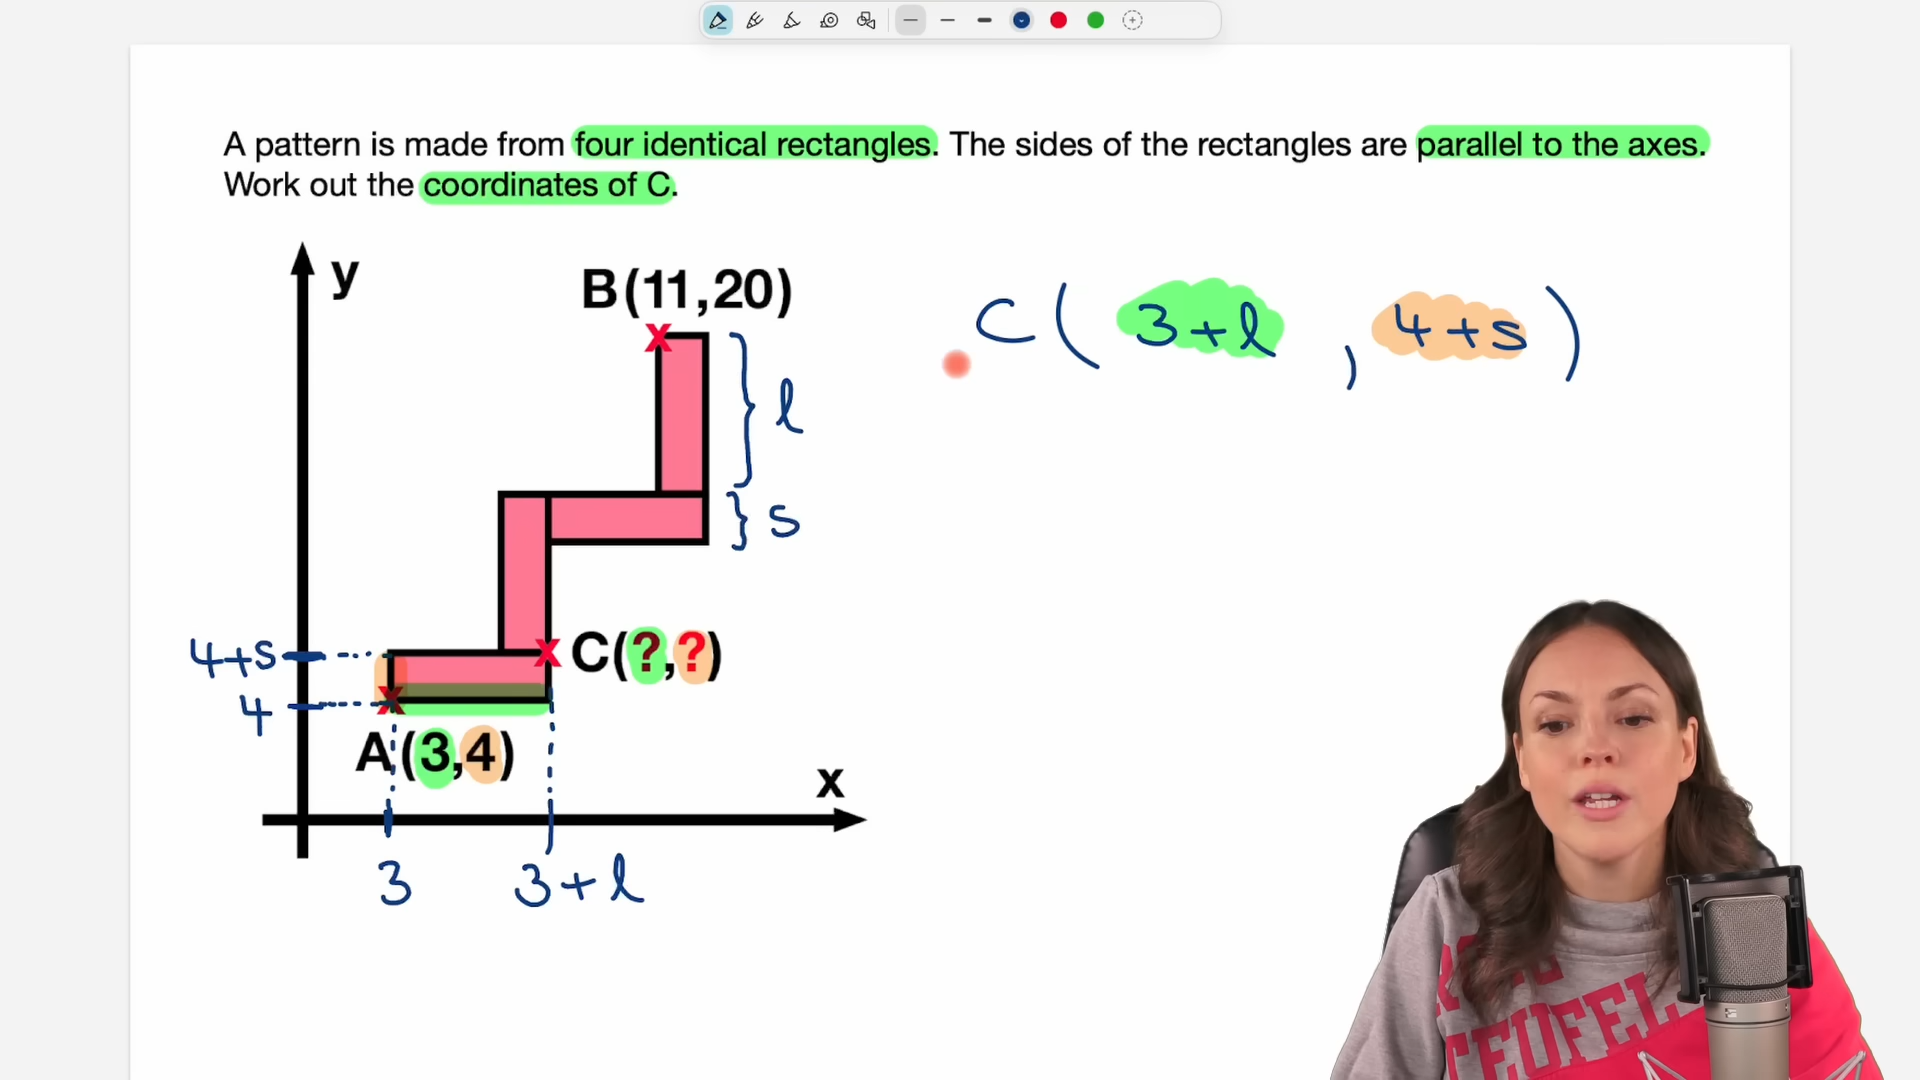 A pattern is made from four identical rectangles. The sides of the rectangles are parallel to the axes.
Work out the coordinates of C.
y
B(11,20)
x
C(3+l, 4+s)
l
s
4+s
x C(?,?)
4
x
A(3,4)
x
3
3+l
TEUFEL